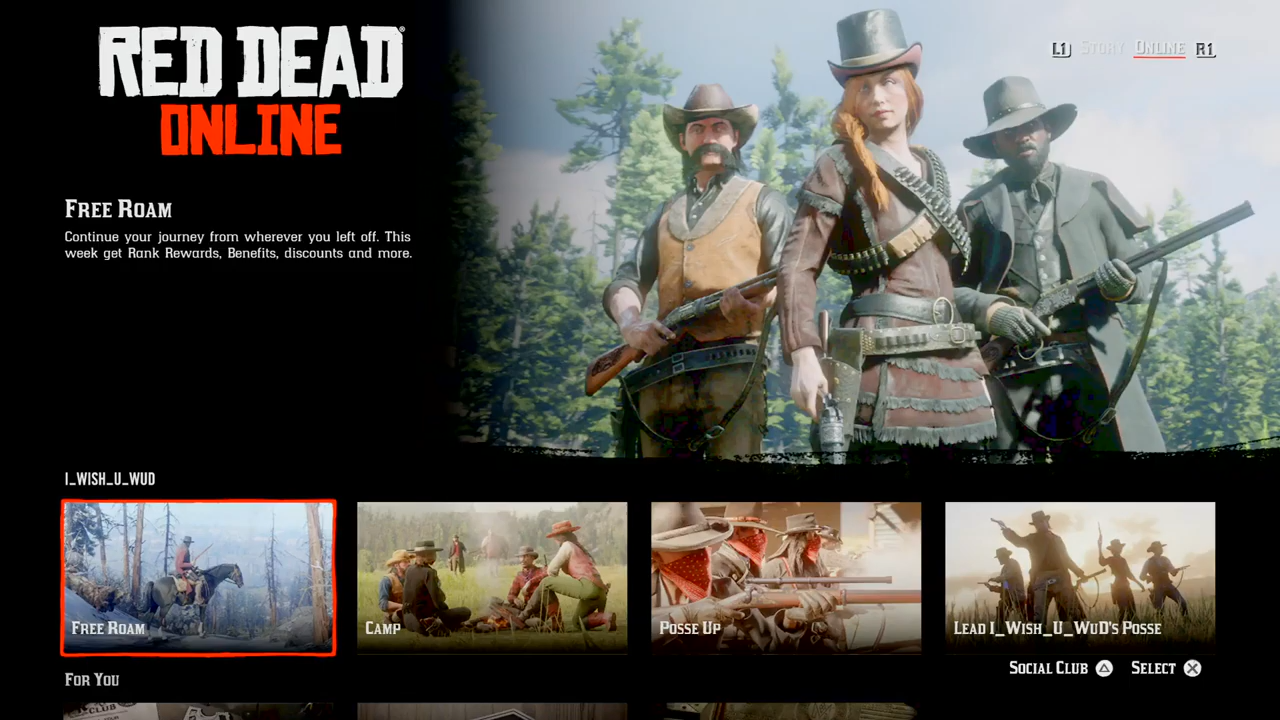 RED DEAD®
ONLINE
L1 STORY ONLINE R1
FREE ROAM
Continue your journey from wherever you left off. This
week get Rank Rewards, Benefits, discounts and more.
I_WISH_U_WUD
FREE ROAM
CAMP
POSSE UP
LEAD I_WISH_U_WUD'S POSSE
SOCIAL CLUB
SELECT
FOR YOU
CLUB